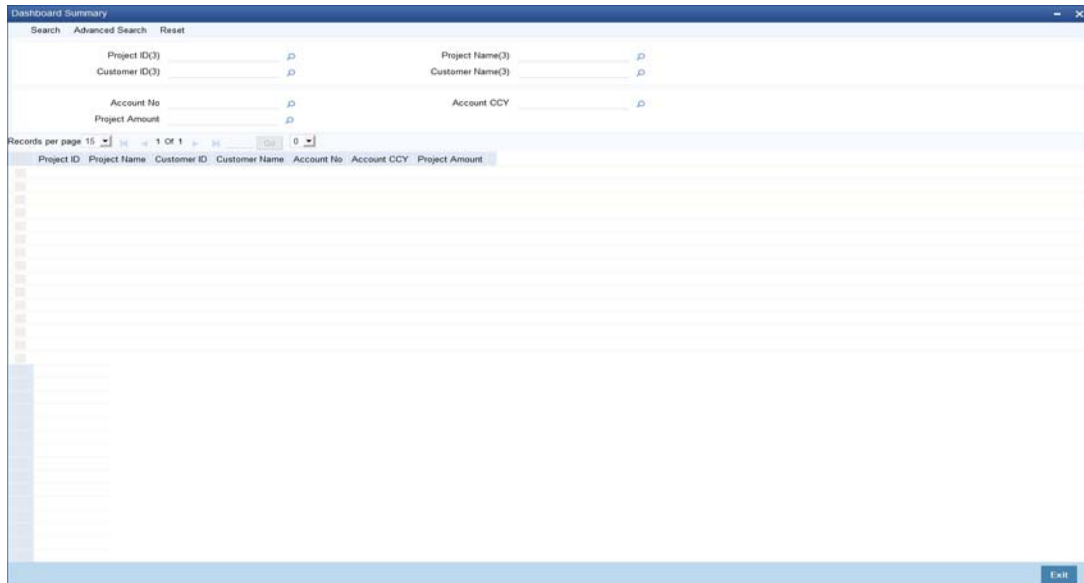 Dashboard Summary
Search Advanced Search Reset
Project ID(3) Project Name(3)
Customer ID(3) Customer Name(3)
Account No Account CCY
Project Amount
Records per page 15 1 Of 1 Go 0
Project ID Project Name Customer ID Customer Name Account No Account CCY Project Amount
Exit